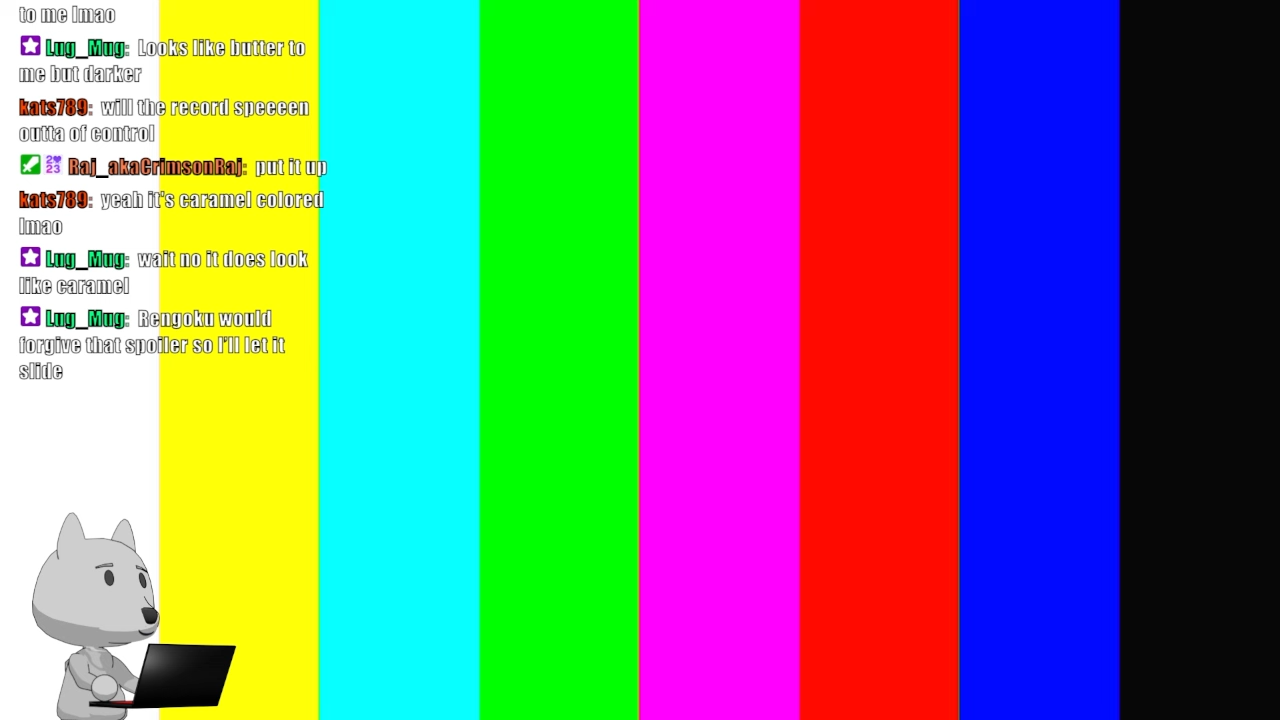 to me lmao
Lug_Mug: Looks like butter to
me but darker
kats789: will the record speeeen
outta of control
2 23 Raj_akaCrimsonRaj: put it up
kats789: yeah it's caramel colored
lmao
Lug_Mug: wait no it does look
like caramel
Lug_Mug: Rengoku would
forgive that spoiler so I'll let it
slide